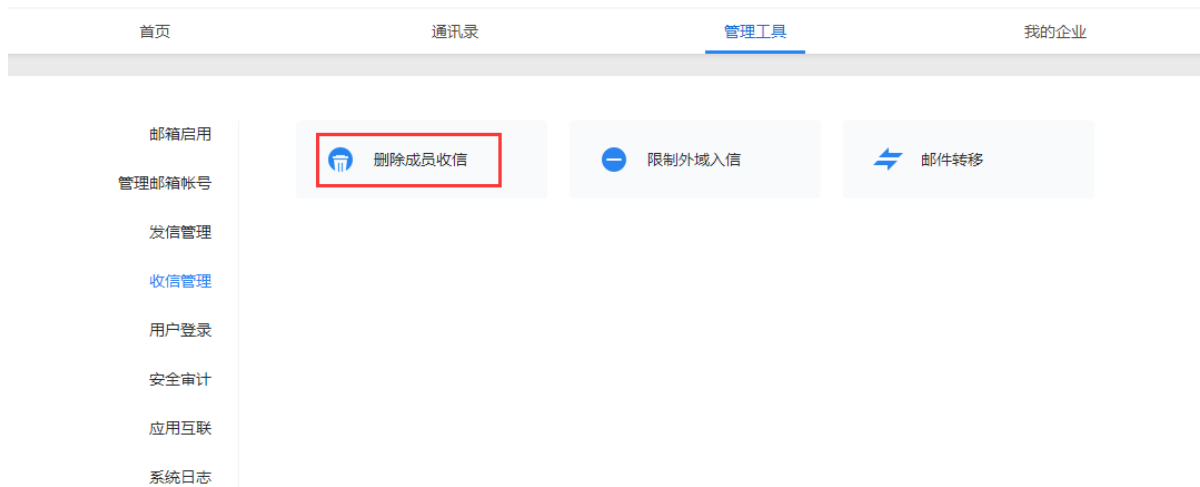 首页 通讯录 管理工具 我的企业
邮箱启用
管理邮箱帐号
发信管理
收信管理
用户登录
安全审计
应用互联
系统日志
删除成员收信 限制外域入信 邮件转移